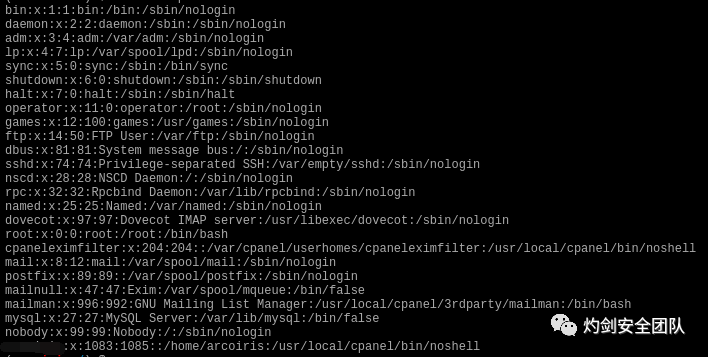 bin:x:1:1:bin:/bin:/sbin/nologin
daemon:x:2:2:daemon:/sbin:/sbin/nologin
adm:x:3:4:adm:/var/adm:/sbin/nologin
lp:x:4:7:lp:/var/spool/lpd:/sbin/nologin
sync:x:5:0:sync:/sbin:/bin/sync
shutdown:x:6:0:shutdown:/sbin:/sbin/shutdown
halt:x:7:0:halt:/sbin:/sbin/halt
operator:x:11:0:operator:/root:/sbin/nologin
games:x:12:100:games:/usr/games:/sbin/nologin
ftp:x:14:50:FTP User:/var/ftp:/sbin/nologin
dbus:x:81:81:System message bus:/:/sbin/nologin
sshd:x:74:74:Privilege-separated SSH:/var/empty/sshd:/sbin/nologin
nscd:x:28:28:NSCD Daemon:/:/sbin/nologin
rpc:x:32:32:Rpcbind Daemon:/var/lib/rpcbind:/sbin/nologin
named:x:25:25:Named:/var/named:/sbin/nologin
dovecot:x:97:97:Dovecot IMAP server:/usr/libexec/dovecot:/sbin/nologin
root:x:0:0:root:/root:/bin/bash
cpaneleximfilter:x:204:204::/var/cpanel/userhomes/cpaneleximfilter:/usr/local/cpanel/bin/noshell
mail:x:8:12:mail:/var/spool/mail:/sbin/nologin
postfix:x:89:89::/var/spool/postfix:/sbin/nologin
mailnull:x:47:47:Exim:/var/spool/mqueue:/bin/false
mailman:x:996:992:GNU Mailing List Manager:/usr/local/cpanel/3rdparty/mailman:/bin/bash
mysql:x:27:27:MySQL Server:/var/lib/mysql:/bin/false
nobody:x:99:99:Nobody:/:/sbin/nologin
:x:1083:1085::/home/arcoiris:/usr/local/cpanel/bin/noshell
灼剑安全团队